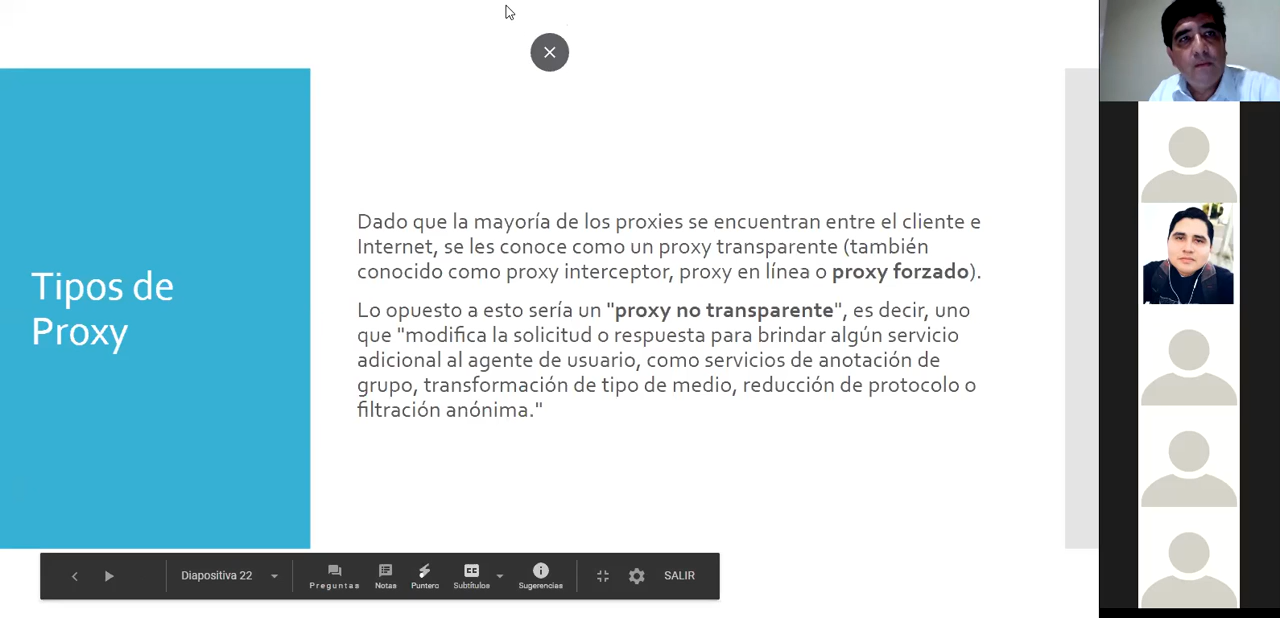 Tipos de
Proxy
Dado que la mayoría de los proxies se encuentran entre el cliente e
Internet, se les conoce como un proxy transparente (también
conocido como proxy interceptor, proxy en línea o proxy forzado).
Lo opuesto a esto sería un "proxy no transparente", es decir, uno
que "modifica la solicitud o respuesta para brindar algún servicio
adicional al agente de usuario, como servicios de anotación de
grupo, transformación de tipo de medio, reducción de protocolo o
filtración anónima."
Diapositiva 22
Preguntas
Notas
Puntero
CC
Subtítulos
Sugerencias
SALIR